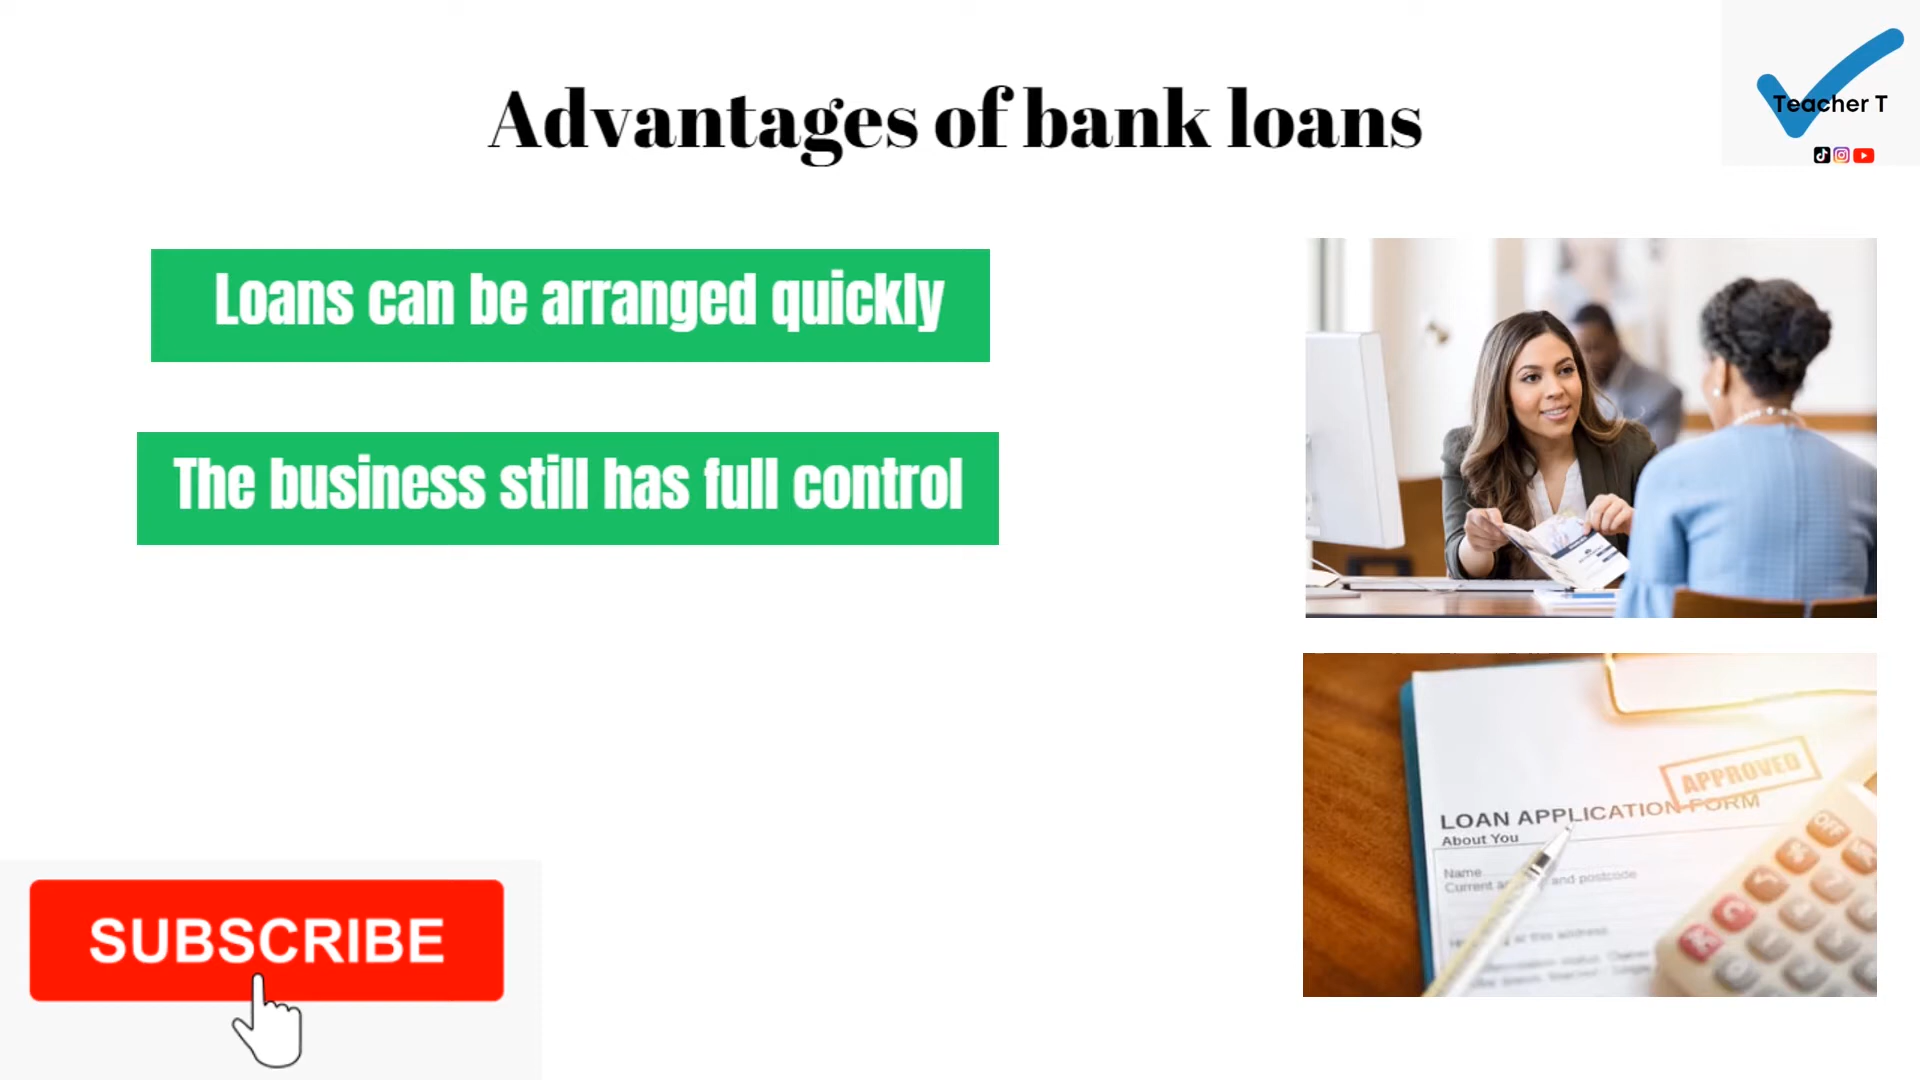 Advantages of bank loans
Teacher T
Loans can be arranged quickly
The business still has full control
APPROVED
LOAN APPLICATION FORM
About You
Name
and postcode
OFF
SUBSCRIBE